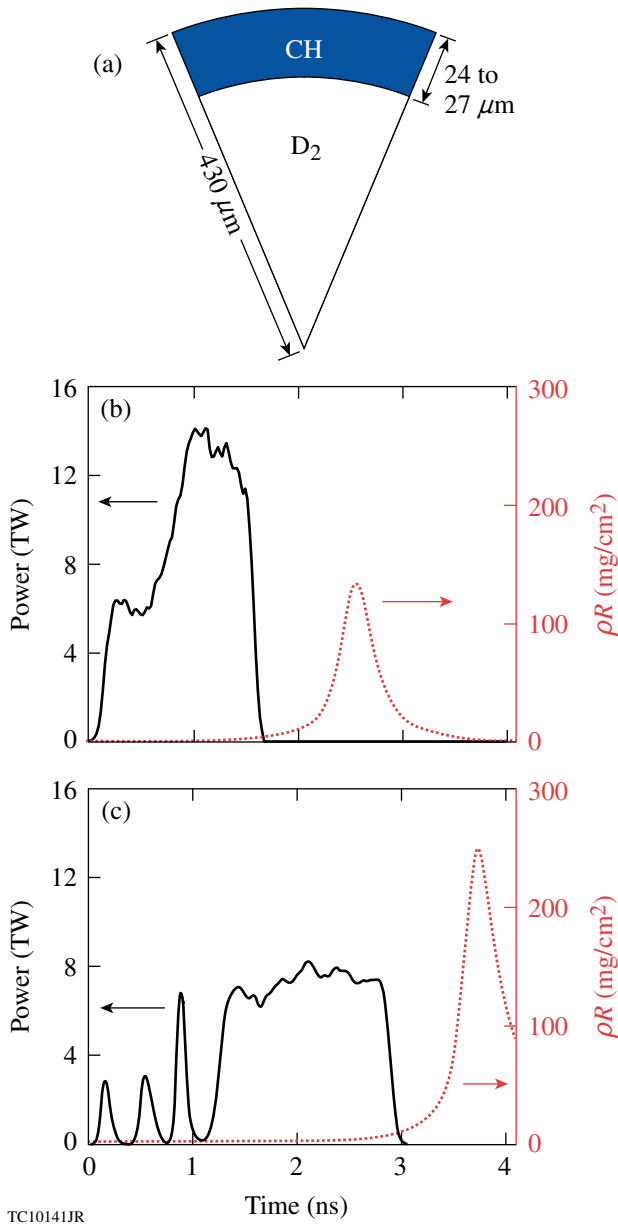 (a)
CH
24 to
27 μm
D₂
430 μm
(b)
16
12
8
4
0
Power (TW)
300
200
100
0
ρR (mg/cm²)
(c)
16
12
8
4
0
Power (TW)
300
200
100
0
ρR (mg/cm²)
0 1 2 3 4
Time (ns)
TC10141JR